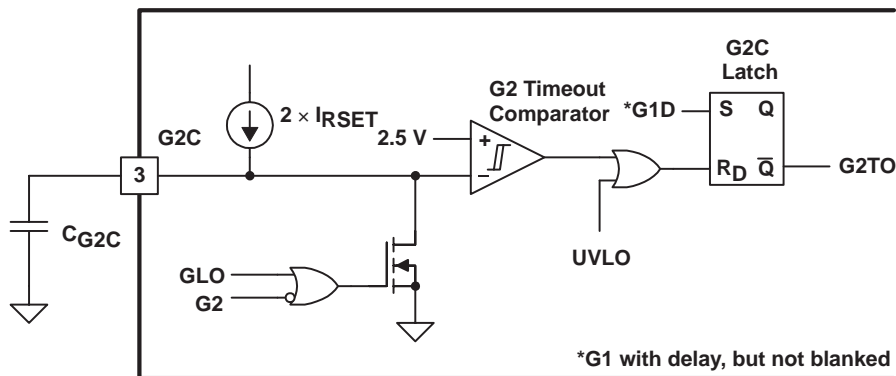 G2C
Latch
G2 Timeout
Comparator
*G1D
S Q
2 × IRSET
G2C
2.5 V
+
3
−
RD Q̅
G2TO
CG2C
UVLO
GLO
G2
*G1 with delay, but not blanked